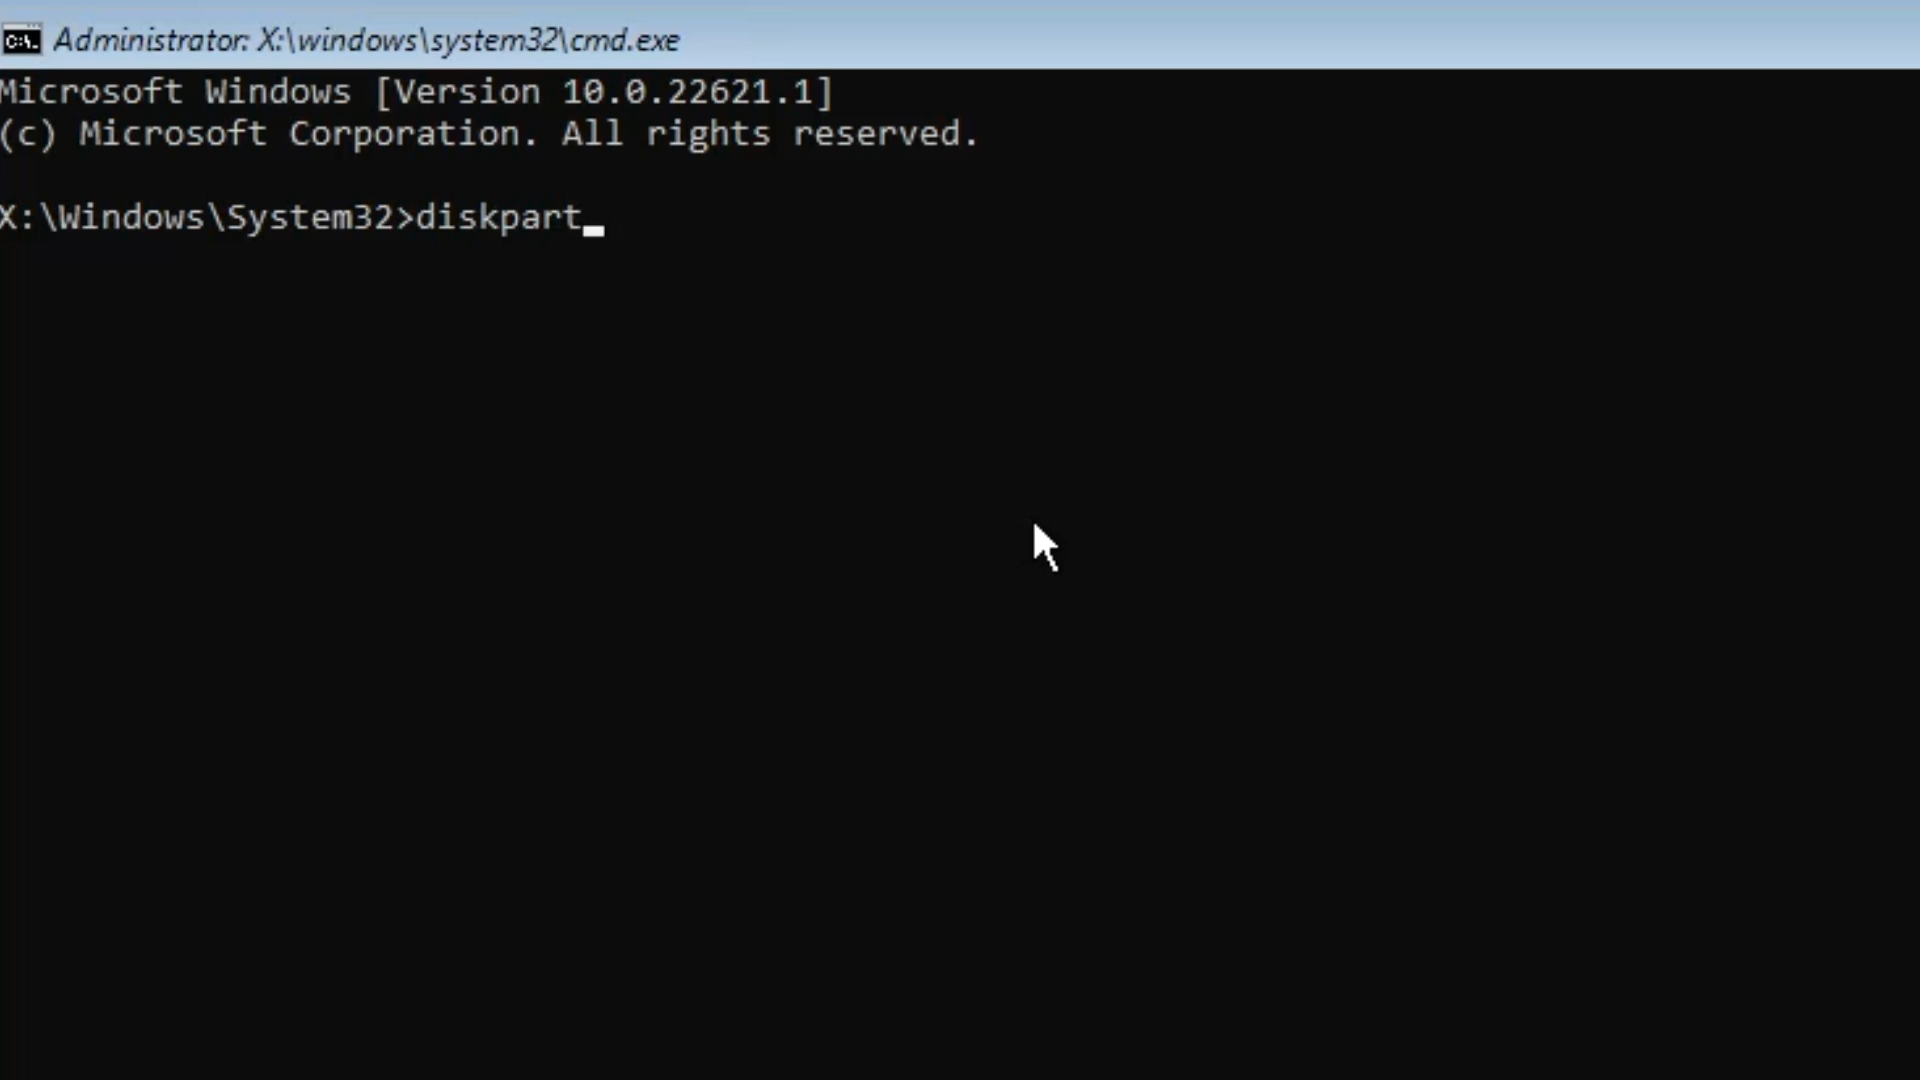 Administrator: X:\windows\system32\cmd.exe
Microsoft Windows [Version 10.0.22621.1]
(c) Microsoft Corporation. All rights reserved.
X:\Windows\System32>diskpart